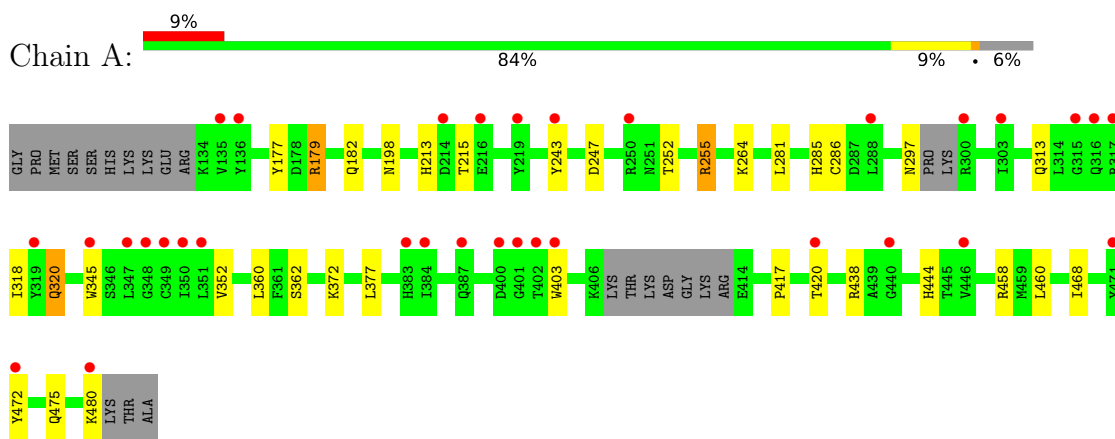 9%
Chain A:
84% 9% • 6%
GLY PRO MET SER SER HIS LYS LYS GLU ARG K134 V135 Y136 Y177 D178 R179 Q182 N198 H213 D214 T215 E216 Y219 Y243 D247 R250 N251 T252 R255 K264 L281 H285 C286 D287 L288 N297 PRO LYS R300 I303 Q313 L314 G315 Q316
I318 Y319 Q320 W345 S346 L347 G348 C349 I350 L351 V352 L360 F361 S362 K372 L377 H383 I384 Q387 D400 G401 T402 W403 K406 LYS THR LYS ASP GLY LYS ARG E414 P417 T420 R438 A439 G440 H444 T445 V446 R458 M459 L460 I468
Y472 Q475 K480 LYS THR ALA